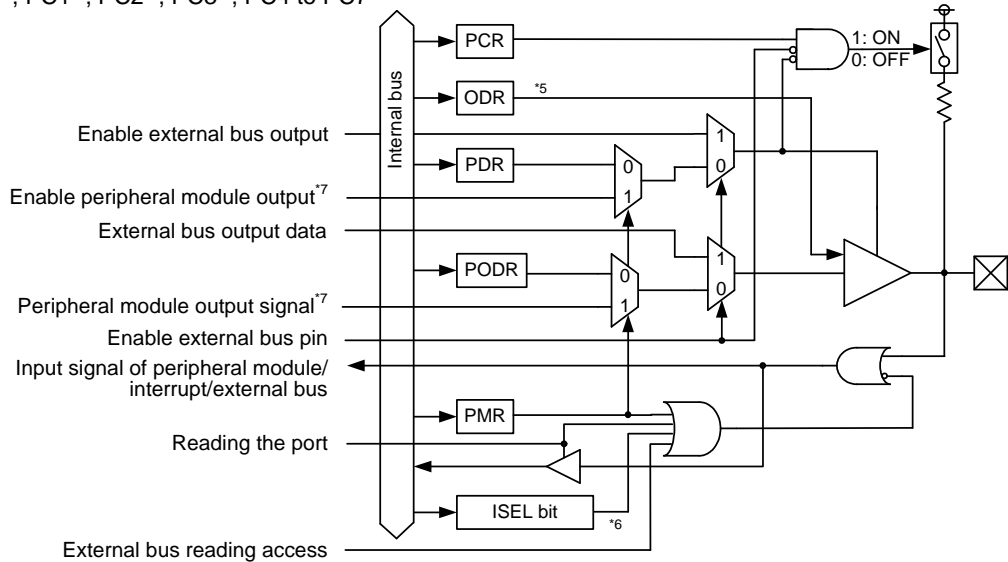 , PC1 , PC2 , PC3 , PC4 to PC7
PCR
1: ON
0: OFF
ODR
*5
Internal bus
Enable external bus output
1
0
PDR
0
1
Enable peripheral module output*7
External bus output data
PODR
0
1
1
0
Peripheral module output signal*7
Enable external bus pin
Input signal of peripheral module/
interrupt/external bus
PMR
Reading the port
ISEL bit
*6
External bus reading access